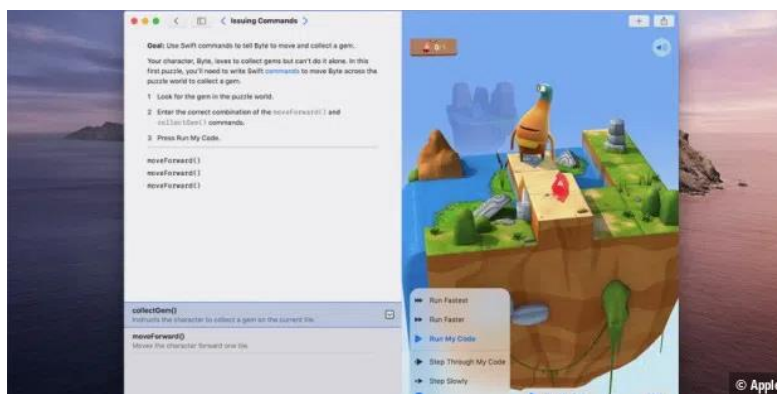 Issuing Commands
Goal: Use Swift commands to tell Byte to move and collect a gem.
Your character, Byte, loves to collect gems but can't do it alone. In this
first puzzle, you'll need to write Swift commands to move Byte across the
puzzle world to collect a gem.
1 Look for the gem in the puzzle world.
2 Enter the correct combination of the moveForward() and
collectGem() commands.
3 Press Run My Code.
moveForward()
moveForward()
moveForward()
collectGem()
Instructs the character to collect a gem on the current tile.
moveForward()
Moves the character forward one tile.
0/1
Run Fastest
Run Faster
Run My Code
Step Through My Code
Step Slowly
© Apple